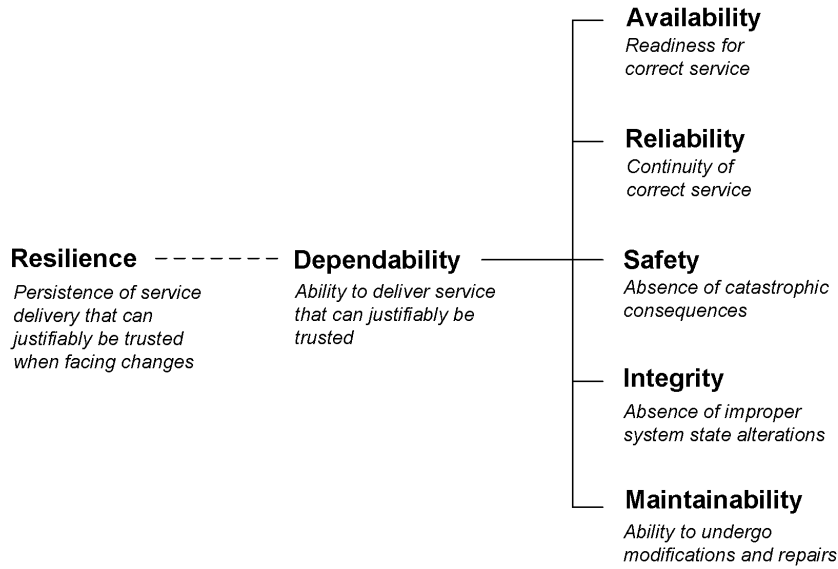 Availability
Readiness for
correct service
Reliability
Continuity of
correct service
Resilience
Persistence of service
delivery that can
justifiably be trusted
when facing changes
Dependability
Ability to deliver service
that can justifiably be
trusted
Safety
Absence of catastrophic
consequences
Integrity
Absence of improper
system state alterations
Maintainability
Ability to undergo
modifications and repairs